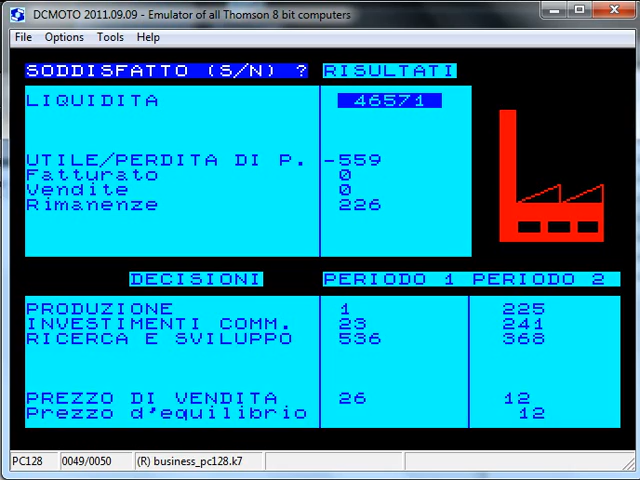 DCMOTO 2011.09.09 - Emulator of all Thomson 8 bit computers
File Options Tools Help
SODDISFATTO (S/N) ? RISULTATI
LIQUIDITA 46571
UTILE/PERDITA DI P. -559
Fatturato 0
Vendite 0
Rimanenze 226
DECISIONI PERIODO 1 PERIODO 2
PRODUZIONE 1 225
INVESTIMENTI COMM. 23 241
RICERCA E SVILUPPO 536 368
PREZZO DI VENDITA 26 12
Prezzo d'equilibrio 12
PC128 0049/0050 (R) business_pc128.k7